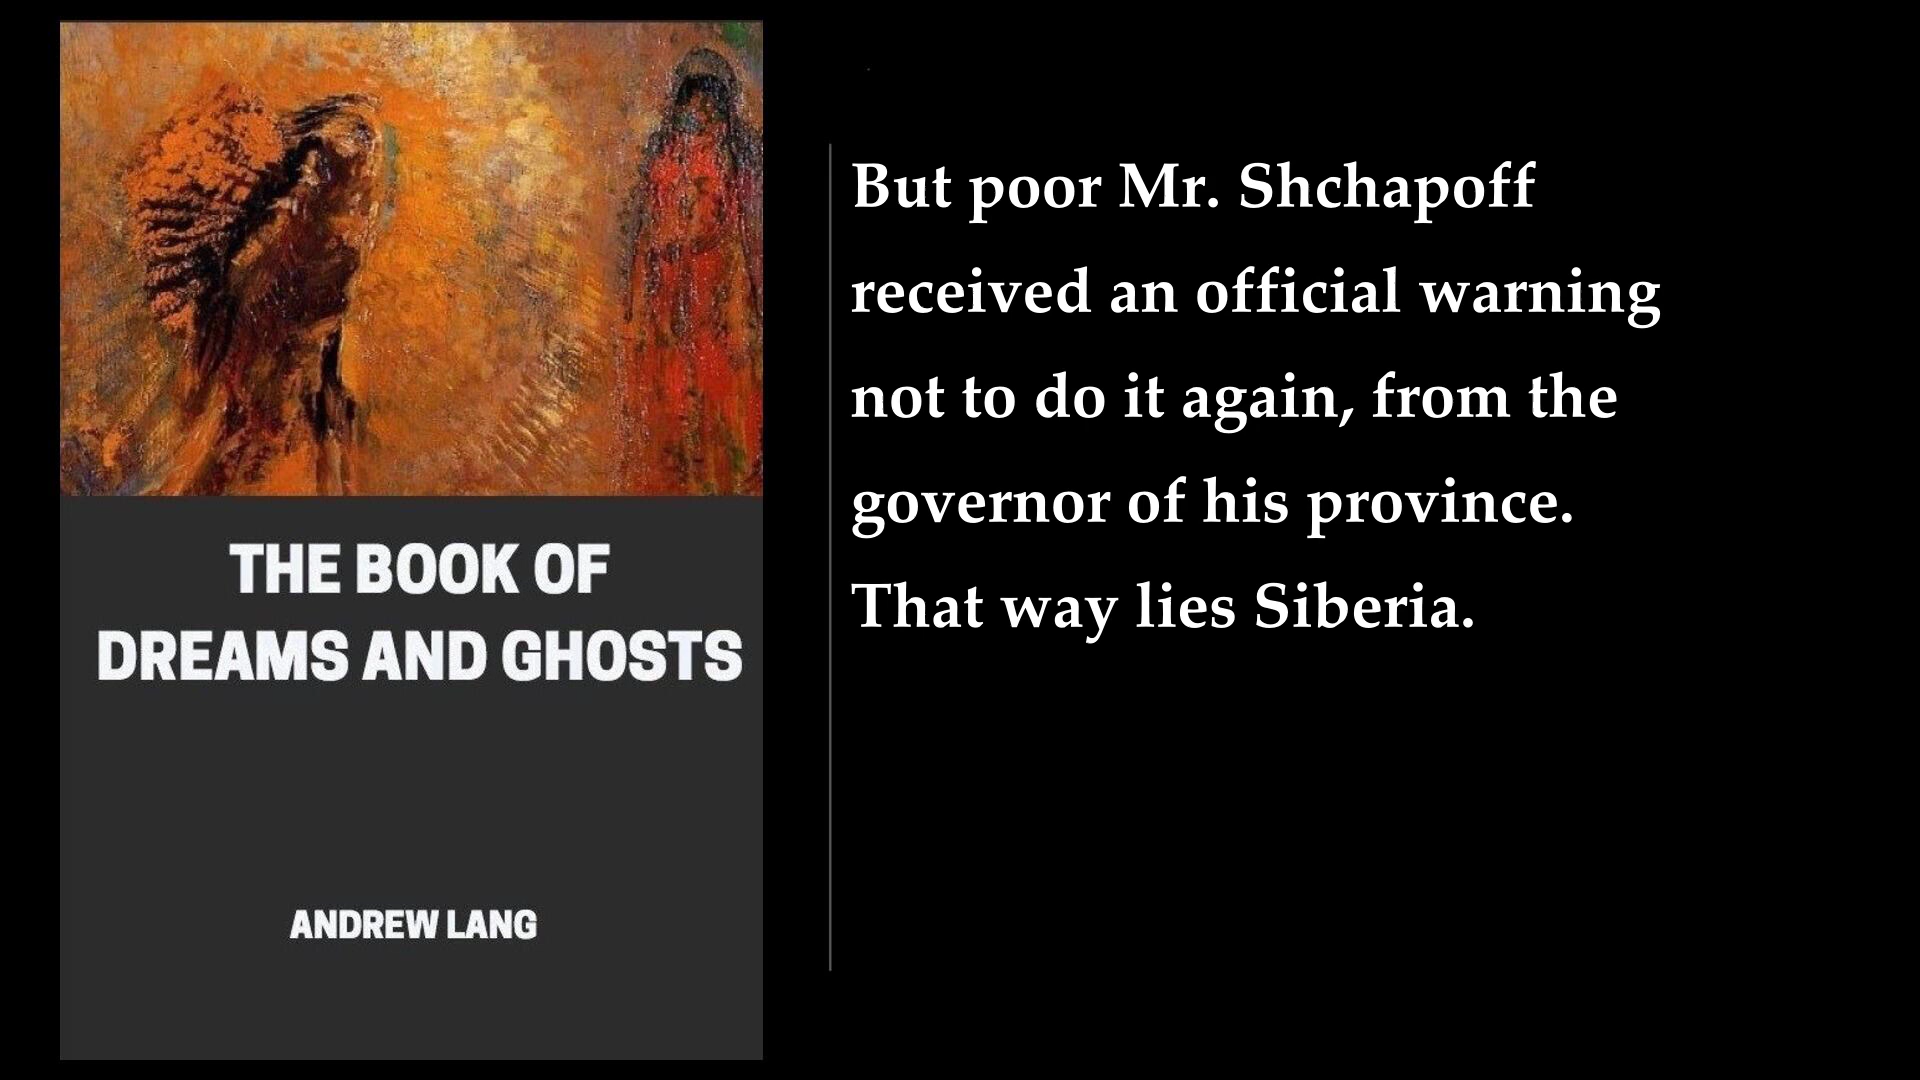 THE BOOK OF
DREAMS AND GHOSTS
ANDREW LANG
But poor Mr. Shchapoff
received an official warning
not to do it again, from the
governor of his province.
That way lies Siberia.